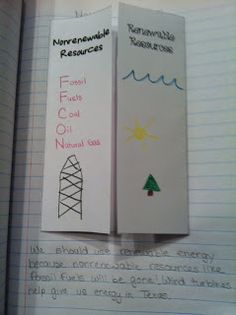 Nonrenewable
Resources
Fossil
Fuels
Coal
Oil
Natural Gas
Renewable
Resources
We should use renewable energy
because nonrenewable resources like
fossil fuels will be gone! Wind turbines
help give us energy in Texas.